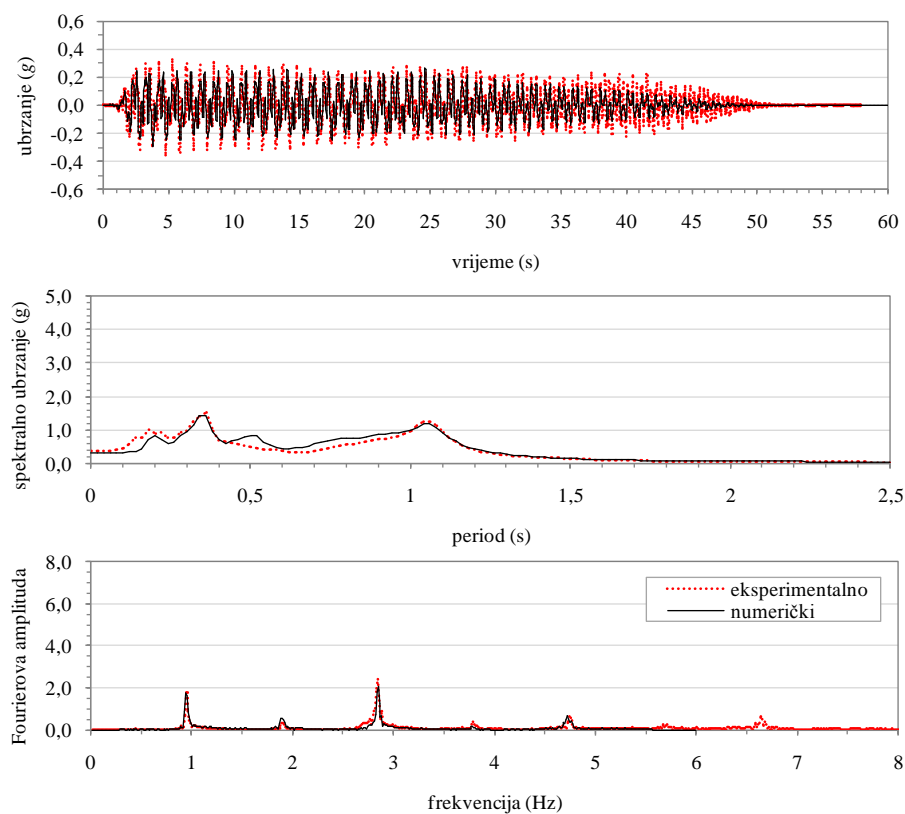 0,6
0,4
0,2
0,0
-0,2
-0,4
-0,6
ubrzanje (g)
0 5 10 15 20 25 30 35 40 45 50 55 60
vrijeme (s)
5,0
4,0
3,0
2,0
1,0
0,0
spektralno ubrzanje (g)
0 0,5 1 1,5 2 2,5
period (s)
8,0
6,0
4,0
2,0
0,0
Fourierova amplituda
eksperimentalno
numerički
0 1 2 3 4 5 6 7 8
frekvencija (Hz)